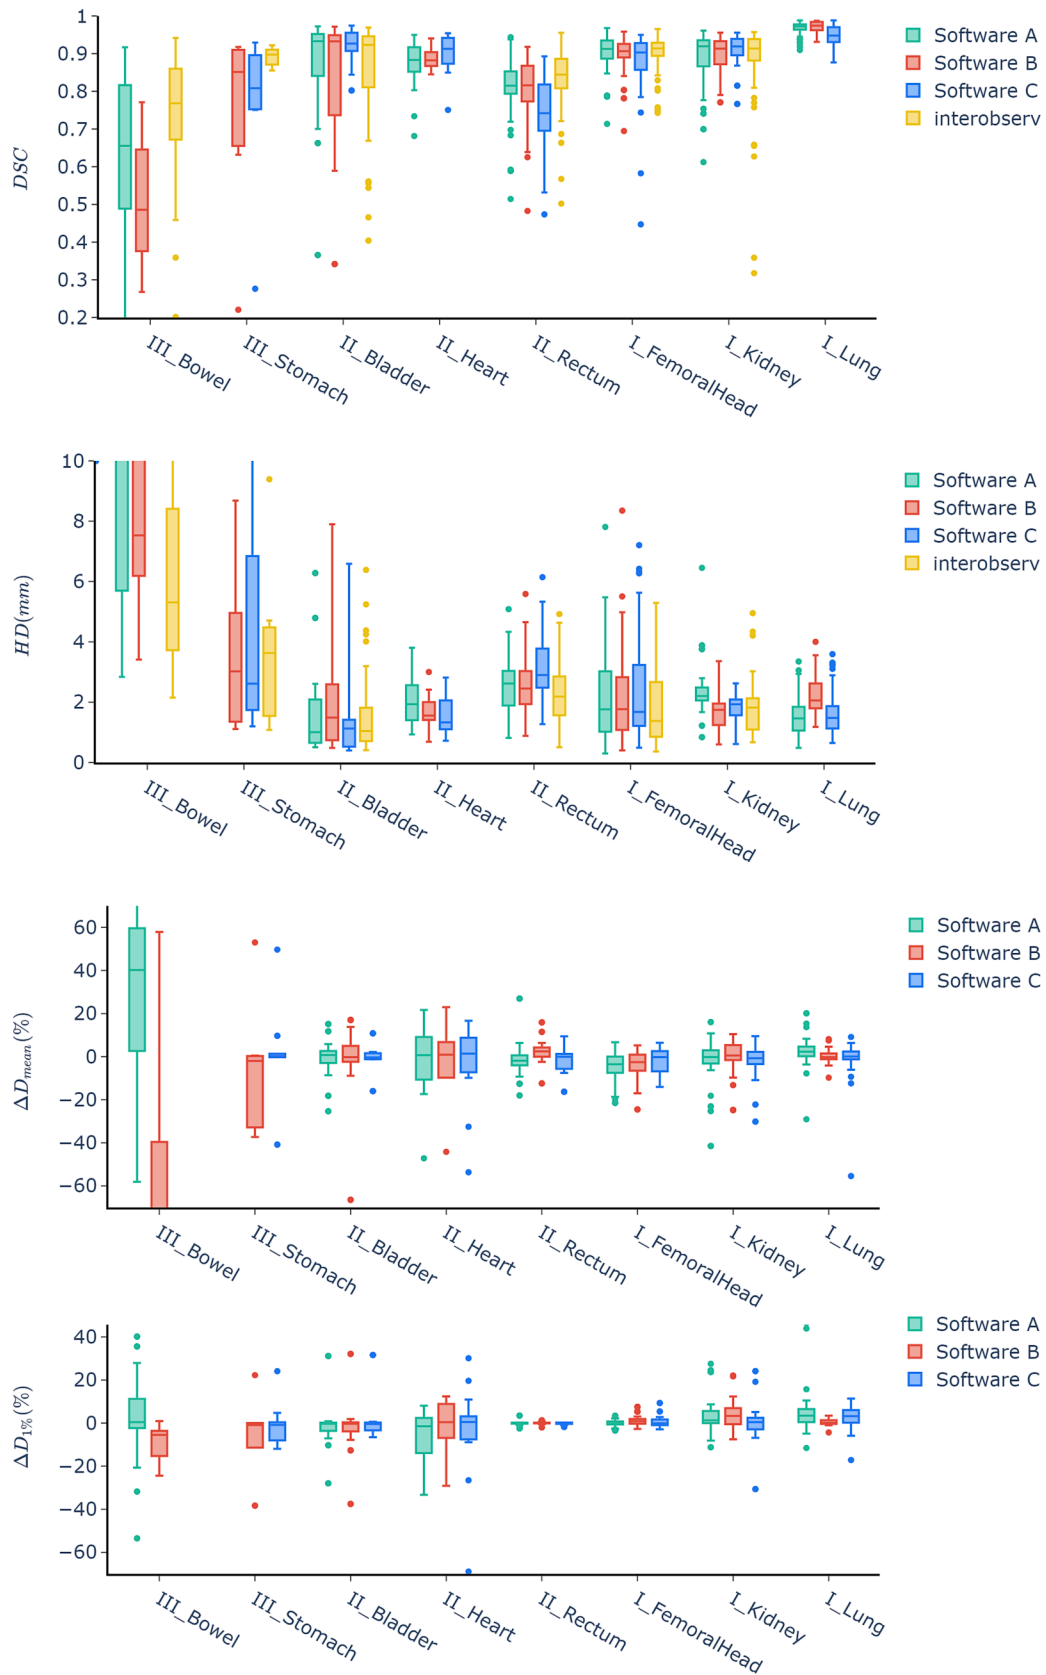 1
0.9
0.8
0.7
0.6
0.5
0.4
0.3
0.2
DSC
III_Bowel
III_Stomach
II_Bladder
II_Heart
II_Rectum
I_FemoralHead
I_Kidney
I_Lung
Software A
Software B
Software C
interobserv
10
8
6
4
2
0
HD(mm)
III_Bowel
III_Stomach
II_Bladder
II_Heart
II_Rectum
I_FemoralHead
I_Kidney
I_Lung
Software A
Software B
Software C
interobserv
60
40
20
0
−20
−40
−60
ΔDmean(%)
III_Bowel
III_Stomach
II_Bladder
II_Heart
II_Rectum
I_FemoralHead
I_Kidney
I_Lung
Software A
Software B
Software C
40
20
0
−20
−40
−60
ΔD1%(%)
III_Bowel
III_Stomach
II_Bladder
II_Heart
II_Rectum
I_FemoralHead
I_Kidney
I_Lung
Software A
Software B
Software C